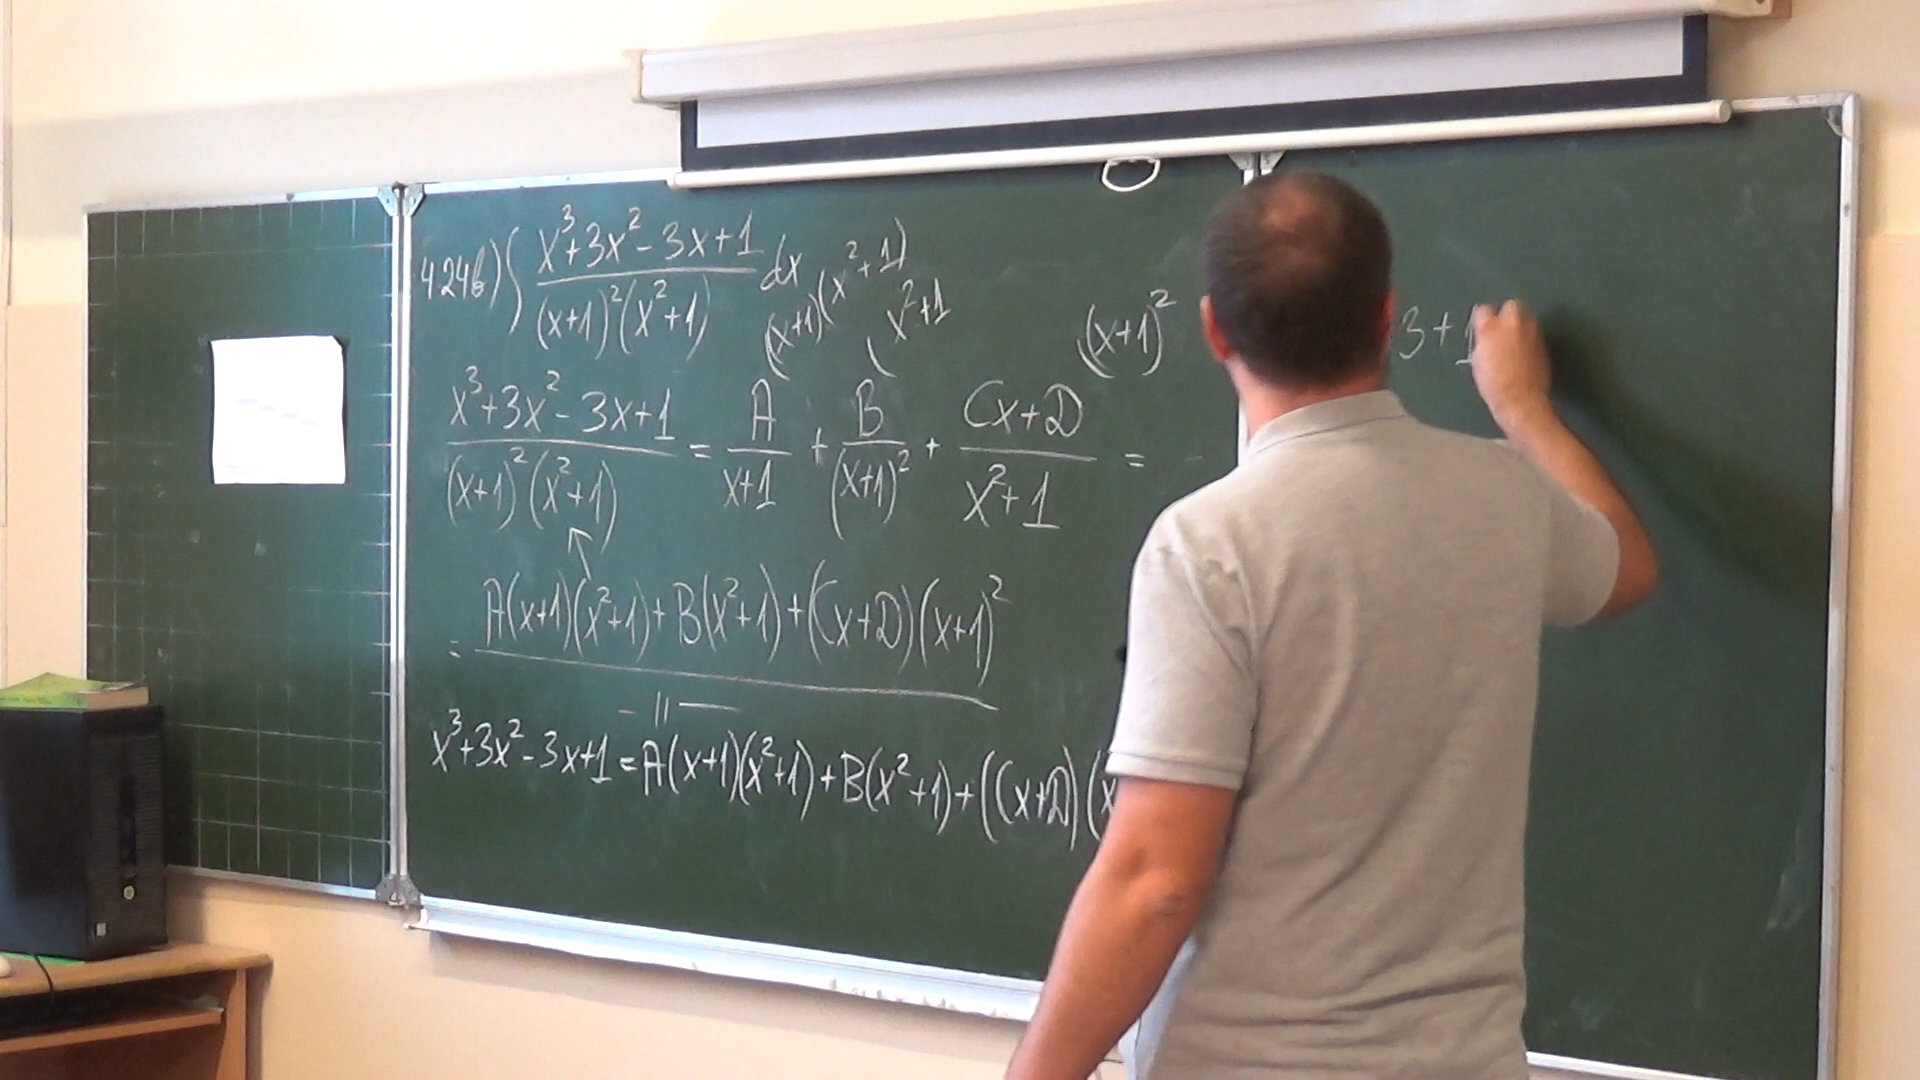 424б) ∫ (x³+3x²-3x+1)/((x+1)²(x²+1)) dx
(x+1)(x²+1) ( x²+1 (x+1)²
(x³+3x²-3x+1)/((x+1)²(x²+1)) = A/(x+1) + B/(x+1)² + (Cx+D)/(x²+1) =
= (A(x+1)(x²+1)+B(x²+1)+(Cx+D)(x+1)²)/(-॥-)
x³+3x²-3x+1=A(x+1)(x²+1)+B(x²+1)+((Cx+D)(x
3+1